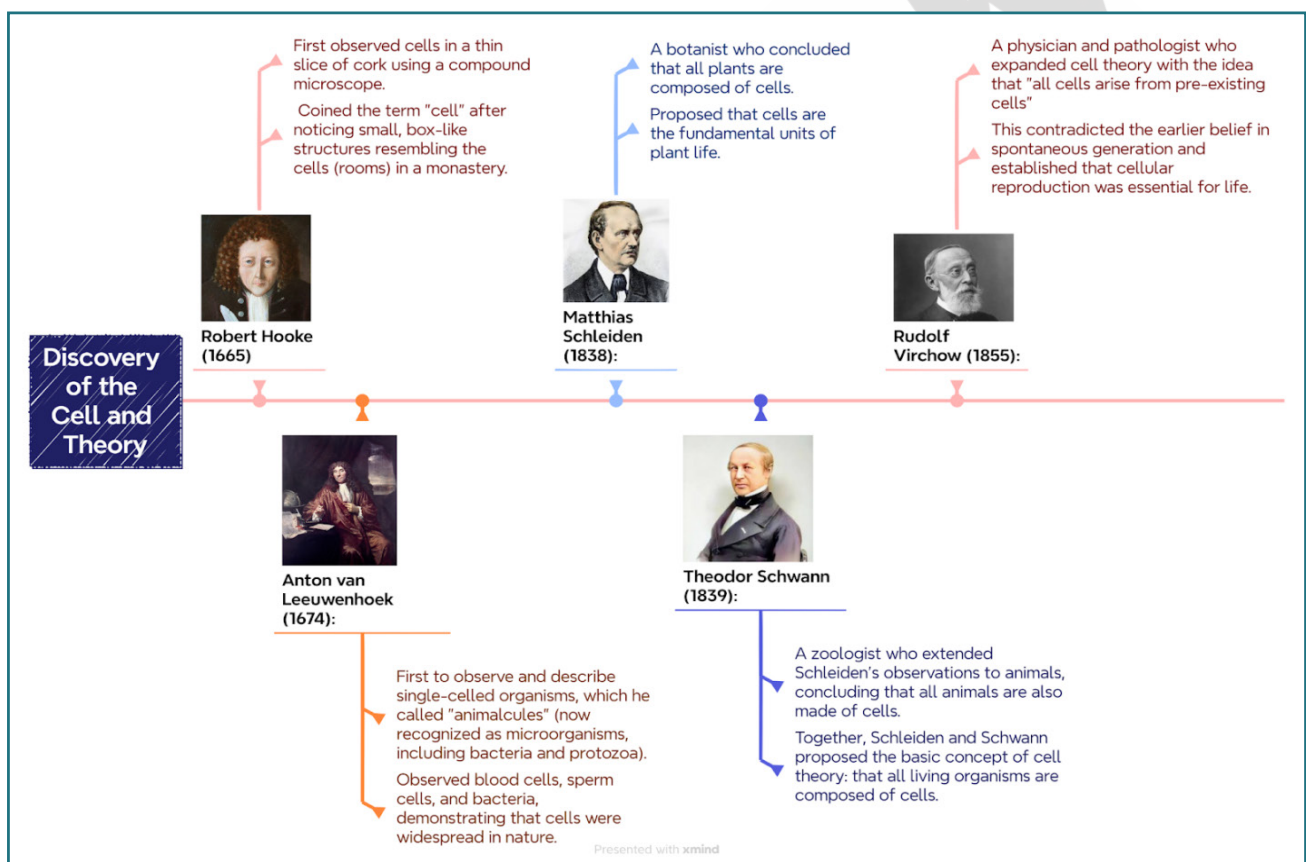 Discovery
of the
Cell and
Theory
First observed cells in a thin
slice of cork using a compound
microscope.
Coined the term "cell" after
noticing small, box-like
structures resembling the
cells (rooms) in a monastery.
Robert Hooke
(1665)
First to observe and describe
single-celled organisms, which he
called "animalcules" (now
recognized as microorganisms,
including bacteria and protozoa).
Observed blood cells, sperm
cells, and bacteria,
demonstrating that cells were
widespread in nature.
Anton van
Leeuwenhoek
(1674):
A botanist who concluded
that all plants are
composed of cells.
Proposed that cells are
the fundamental units of
plant life.
Matthias
Schleiden
(1838):
Theodor Schwann
(1839):
A zoologist who extended
Schleiden's observations to animals,
concluding that all animals are also
made of cells.
Together, Schleiden and Schwann
proposed the basic concept of cell
theory: that all living organisms are
composed of cells.
A physician and pathologist who
expanded cell theory with the idea
that "all cells arise from pre-existing
cells"
This contradicted the earlier belief in
spontaneous generation and
established that cellular
reproduction was essential for life.
Rudolf
Virchow (1855):
Presented with xmind